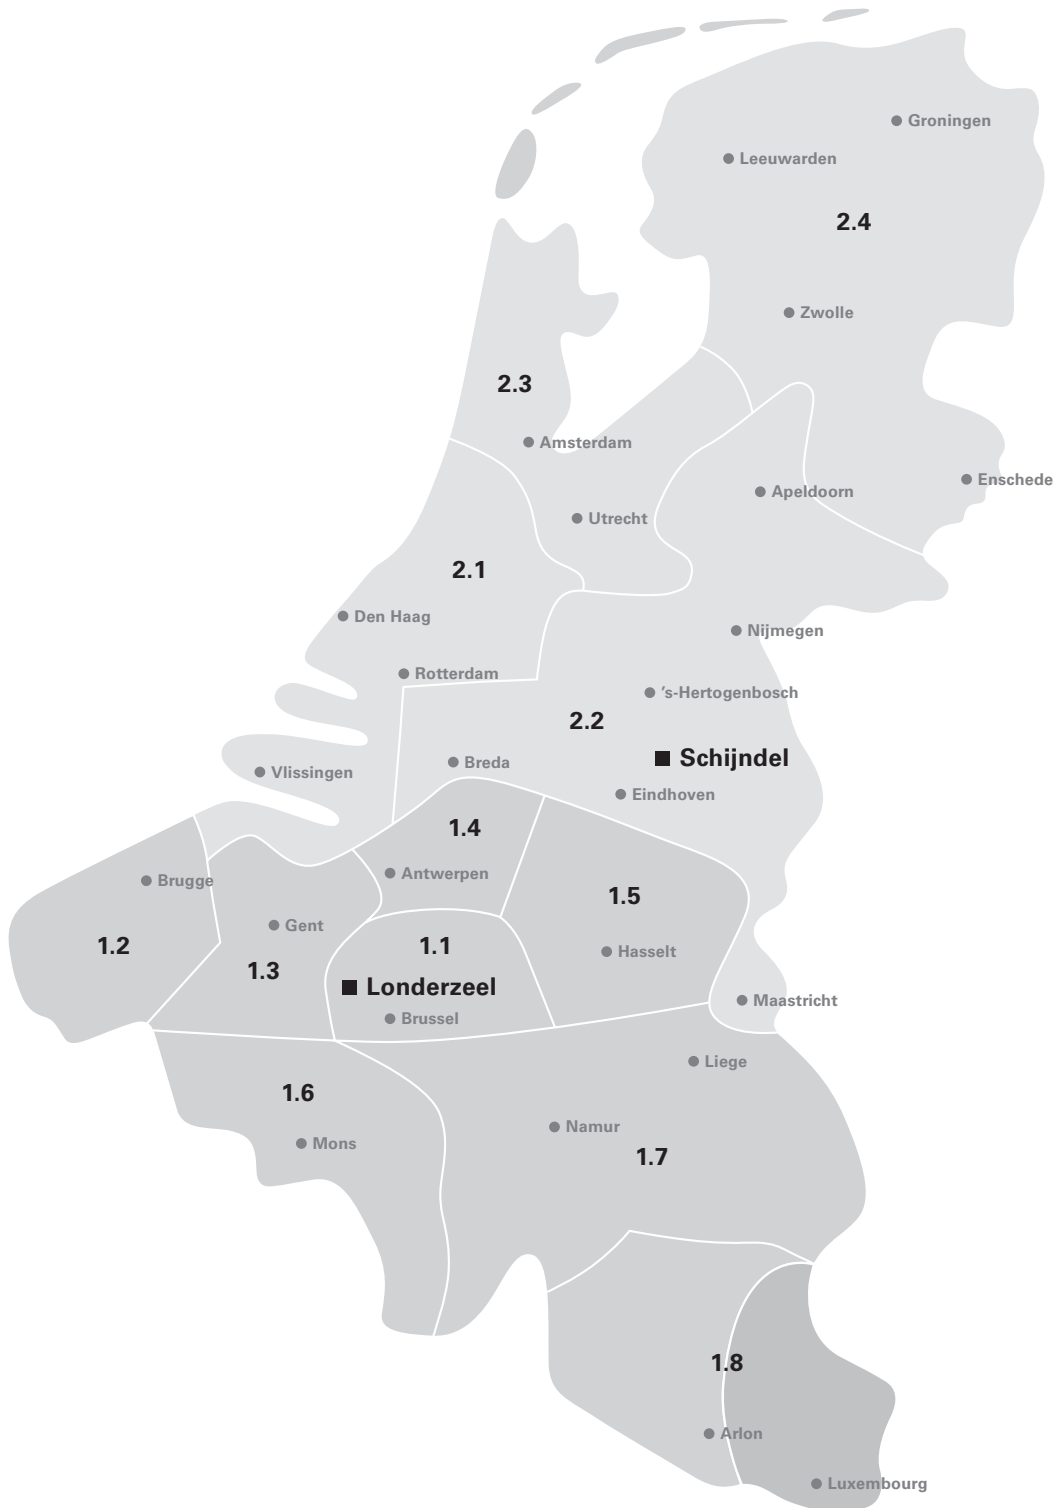 Groningen
Leeuwarden
2.4
Zwolle
2.3
Amsterdam
Enschede
Apeldoorn
Utrecht
2.1
Den Haag
Nijmegen
Rotterdam
's-Hertogenbosch
2.2
Schijndel
Breda
Vlissingen
Eindhoven
1.4
Antwerpen
Brugge
1.5
Gent
1.2
1.1
Hasselt
1.3
Londerzeel
Maastricht
Brussel
Liege
1.6
Namur
Mons
1.7
1.8
Arlon
Luxembourg